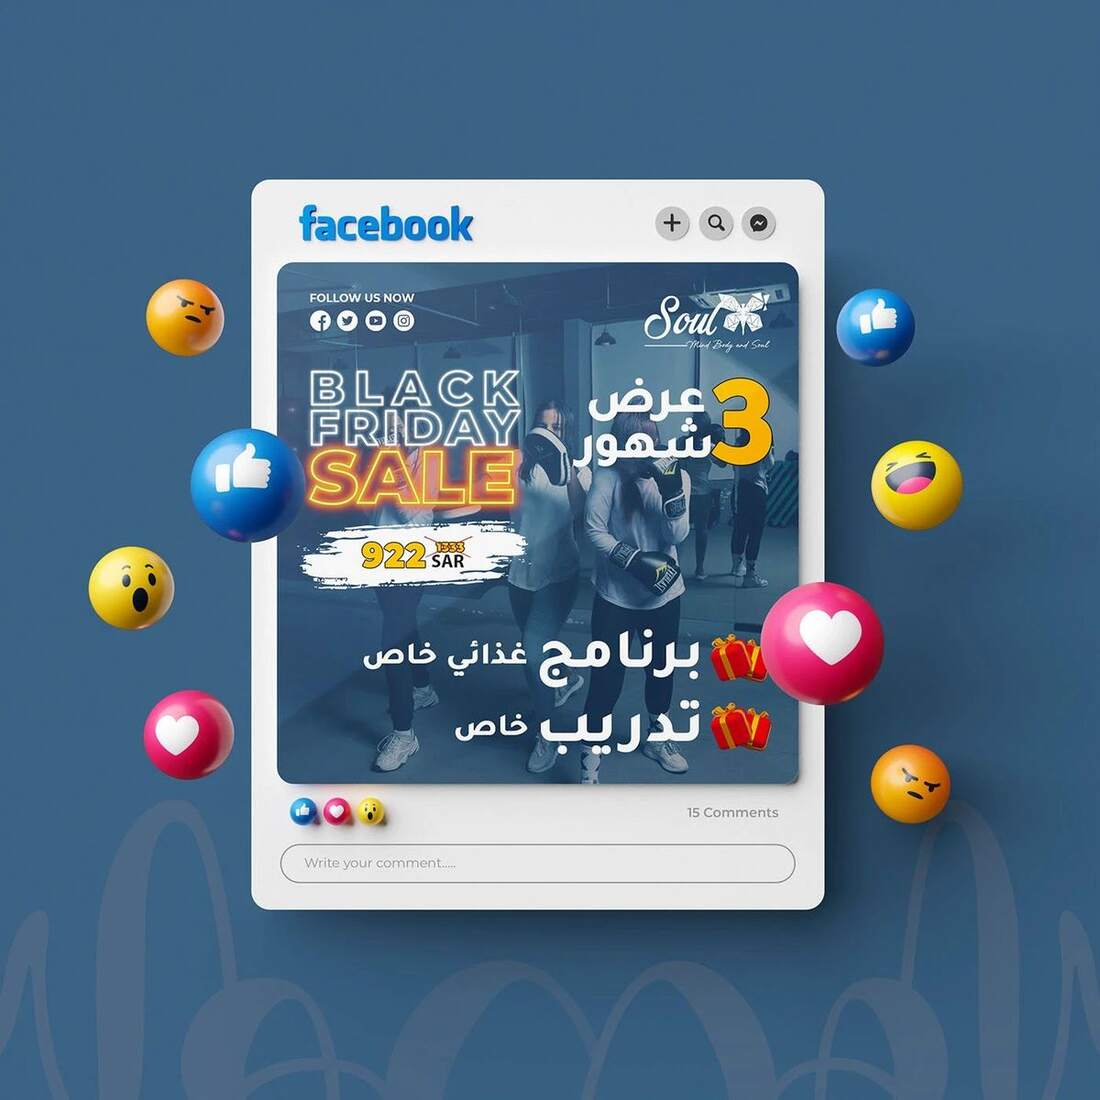 facebook
FOLLOW US NOW
Soul
Mind Body and Soul
BLACK
FRIDAY
SALE
عرض 3
شهور
922 1333
SAR
برنامج غذائي خاص
تدريب خاص
15 Comments
Write your comment.....